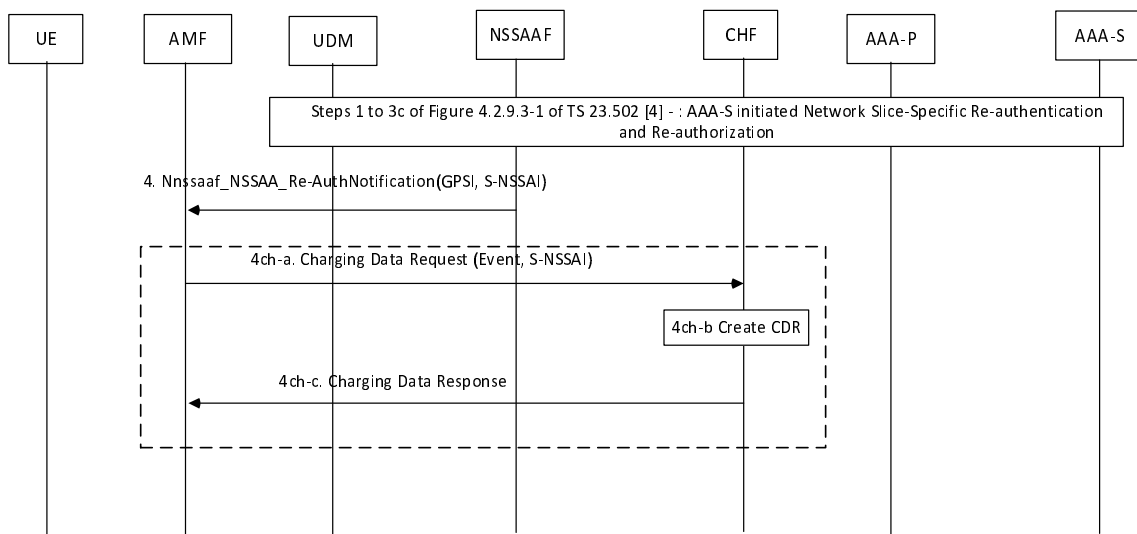 UE
AMF
UDM
NSSAAF
CHF
AAA-P
AAA-S
Steps 1 to 3c of Figure 4.2.9.3-1 of TS 23.502 [4] - : AAA-S initiated Network Slice-Specific Re-authentication
and Re-authorization
4. Nnssaaf_NSSAA_Re-AuthNotification(GPSI, S-NSSAI)
4ch-a. Charging Data Request (Event, S-NSSAI)
4ch-b Create CDR
4ch-c. Charging Data Response